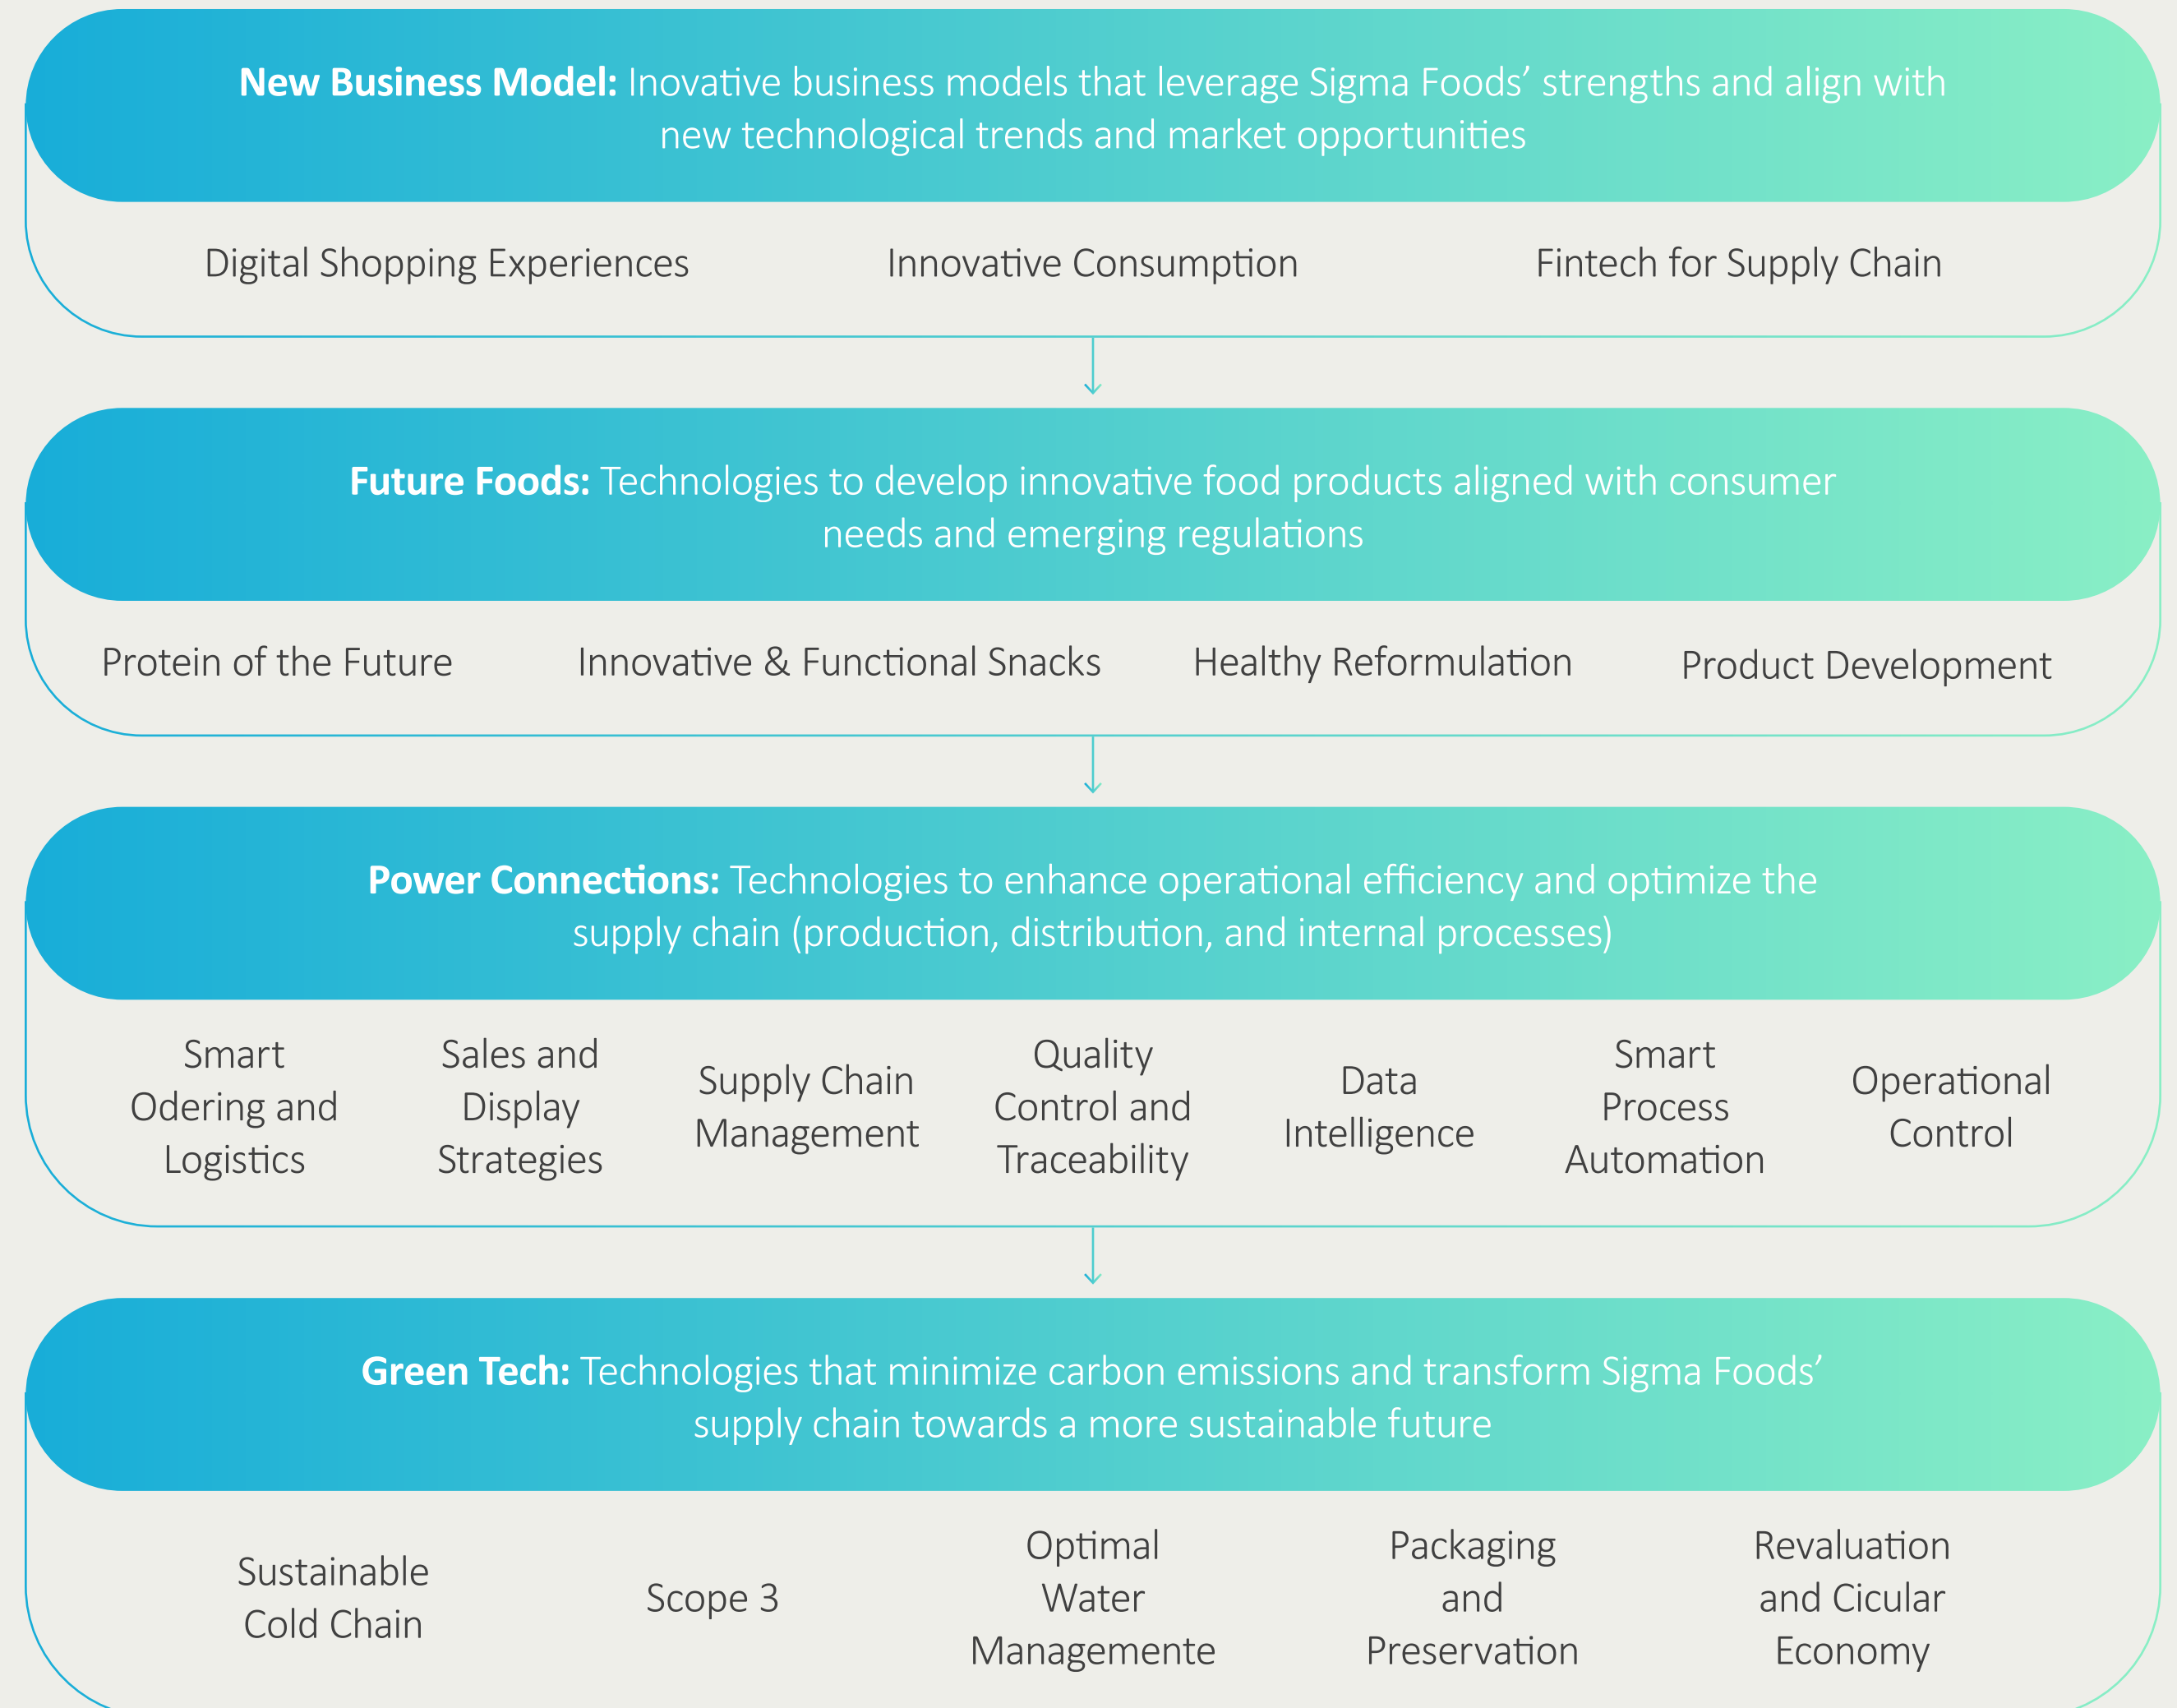 New Business Model: Inovative business models that leverage Sigma Foods’ strengths and align with
new technological trends and market opportunities
Digital Shopping Experiences
Innovative Consumption
Fintech for Supply Chain
Future Foods: Technologies to develop innovative food products aligned with consumer
needs and emerging regulations
Protein of the Future
Innovative & Functional Snacks
Healthy Reformulation
Product Development
Power Connections: Technologies to enhance operational efficiency and optimize the
supply chain (production, distribution, and internal processes)
Smart
Odering and
Logistics
Sales and
Display
Strategies
Supply Chain
Management
Quality
Control and
Traceability
Data
Intelligence
Smart
Process
Automation
Operational
Control
Green Tech: Technologies that minimize carbon emissions and transform Sigma Foods’
supply chain towards a more sustainable future
Sustainable
Cold Chain
Scope 3
Optimal
Water
Managemente
Packaging
and
Preservation
Revaluation
and Cicular
Economy